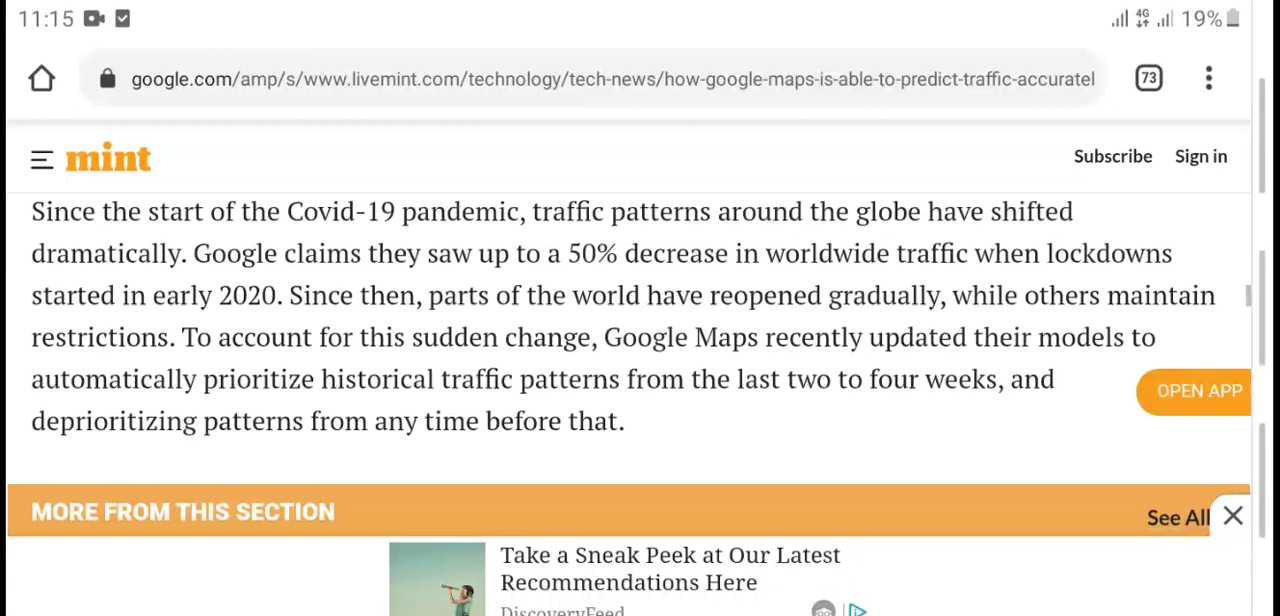 11:15 4G 19%
google.com/amp/s/www.livemint.com/technology/tech-news/how-google-maps-is-able-to-predict-traffic-accuratel 73
mint Subscribe Sign in
Since the start of the Covid-19 pandemic, traffic patterns around the globe have shifted
dramatically. Google claims they saw up to a 50% decrease in worldwide traffic when lockdowns
started in early 2020. Since then, parts of the world have reopened gradually, while others maintain
restrictions. To account for this sudden change, Google Maps recently updated their models to
automatically prioritize historical traffic patterns from the last two to four weeks, and
OPEN APP
deprioritizing patterns from any time before that.
MORE FROM THIS SECTION See All
Take a Sneak Peek at Our Latest
Recommendations Here
DiscoveryFeed